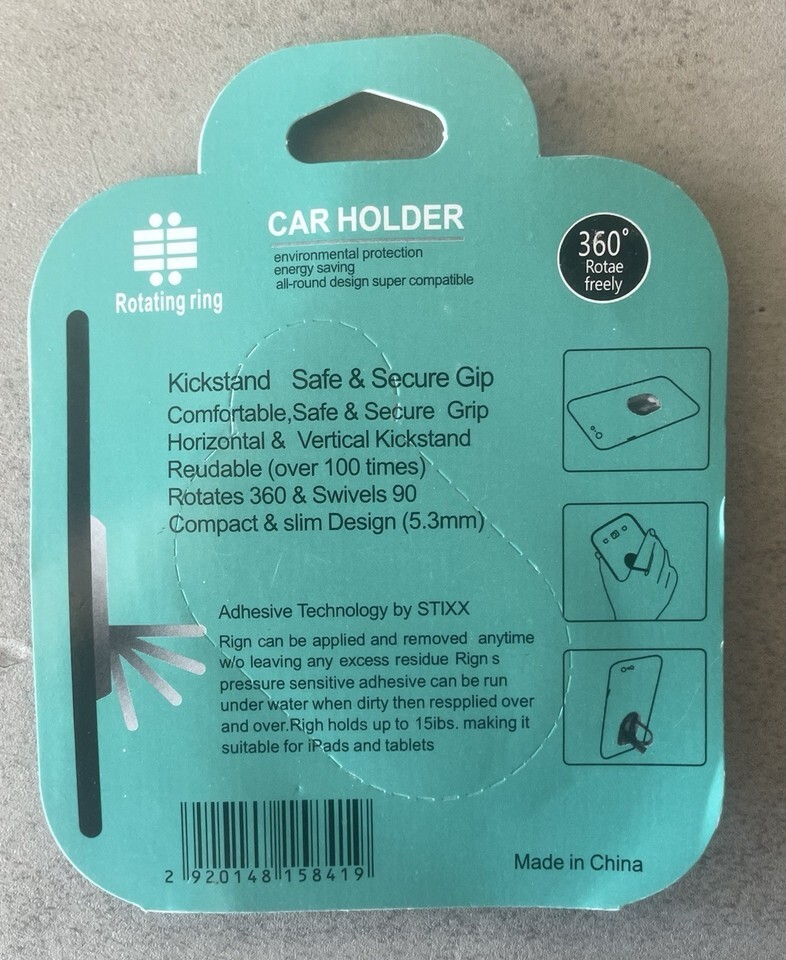 CAR HOLDER
environmental protection
energy saving
all-round design super compatible
Rotating ring
360°
Rotae
freely
Kickstand Safe & Secure Gip
Comfortable,Safe & Secure Grip
Horizontal & Vertical Kickstand
Reudable (over 100 times)
Rotates 360 & Swivels 90
Compact & slim Design (5.3mm)
Adhesive Technology by STIXX
Rign can be applied and removed anytime
w/o leaving any excess residue Rign s
pressure sensitive adhesive can be run
under water when dirty then respplied over
and over.Righ holds up to 15ibs. making it
suitable for iPads and tablets
2 920148 158419
Made in China